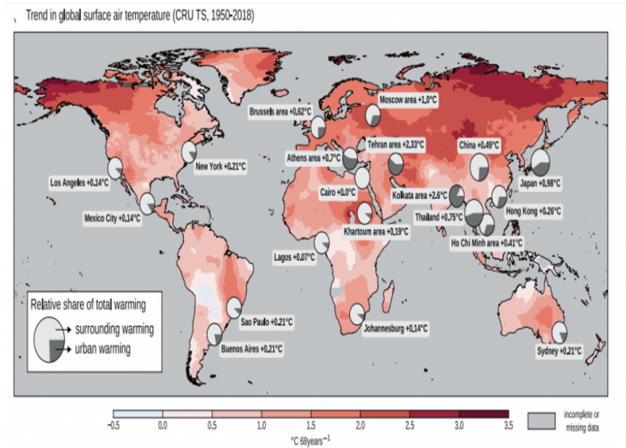 Trend in global surface air temperature (CRU TS, 1950-2018)
Brussels area +0,62°C
Moscow area +1,0°C
Tehran area +2,33°C
China +0.49°C
Athens area +0,7°C
New York +0.21°C
Los Angeles +0.14°C
Cairo +0.0°C
Kolkata area +2.6°C
Japan +0.98°C
Mexico City +0.14°C
Thailand +0.75°C
Hong Kong +0.26°C
Khartoum area +0,19°C
Ho Chi Minh area +0.41°C
Lagos +0.07°C
Relative share of total warming
surrounding warming
urban warming
Sao Paulo +0.21°C
Johannesburg +0,14°C
Buenos Aires +0,21°C
Sydney +0.21°C
incomplete or
missing data
-0.5 0.0 0.5 1.0 1.5 2.0 2.5 3.0 3.5
°C 68years⁻¹